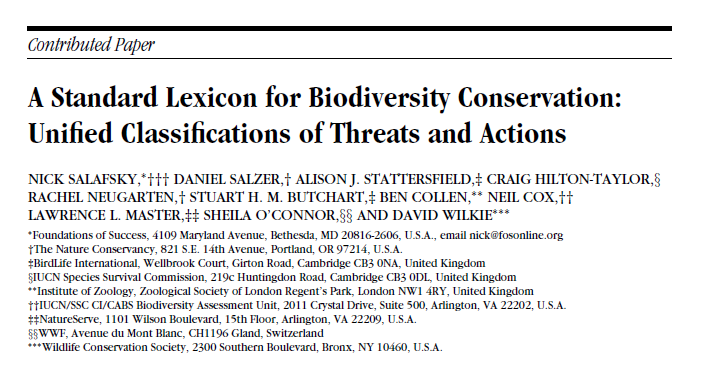 Contributed Paper
A Standard Lexicon for Biodiversity Conservation:
Unified Classifications of Threats and Actions
NICK SALAFSKY,*††† DANIEL SALZER,† ALISON J. STATTERSFIELD,‡ CRAIG HILTON-TAYLOR,§
RACHEL NEUGARTEN,† STUART H. M. BUTCHART,‡ BEN COLLEN,** NEIL COX,††
LAWRENCE L. MASTER,‡‡ SHEILA O'CONNOR,§§ AND DAVID WILKIE***
*Foundations of Success, 4109 Maryland Avenue, Bethesda, MD 20816-2606, U.S.A., email nick@fosonline.org
†The Nature Conservancy, 821 S.E. 14th Avenue, Portland, OR 97214, U.S.A.
‡BirdLife International, Wellbrook Court, Girton Road, Cambridge CB3 0NA, United Kingdom
§IUCN Species Survival Commission, 219c Huntingdon Road, Cambridge CB3 0DL, United Kingdom
**Institute of Zoology, Zoological Society of London Regent's Park, London NW1 4RY, United Kingdom
††IUCN/SSC CI/CABS Biodiversity Assessment Unit, 2011 Crystal Drive, Suite 500, Arlington, VA 22202, U.S.A.
‡‡NatureServe, 1101 Wilson Boulevard, 15th Floor, Arlington, VA 22209, U.S.A.
§§WWF, Avenue du Mont Blanc, CH1196 Gland, Switzerland
***Wildlife Conservation Society, 2300 Southern Boulevard, Bronx, NY 10460, U.S.A.